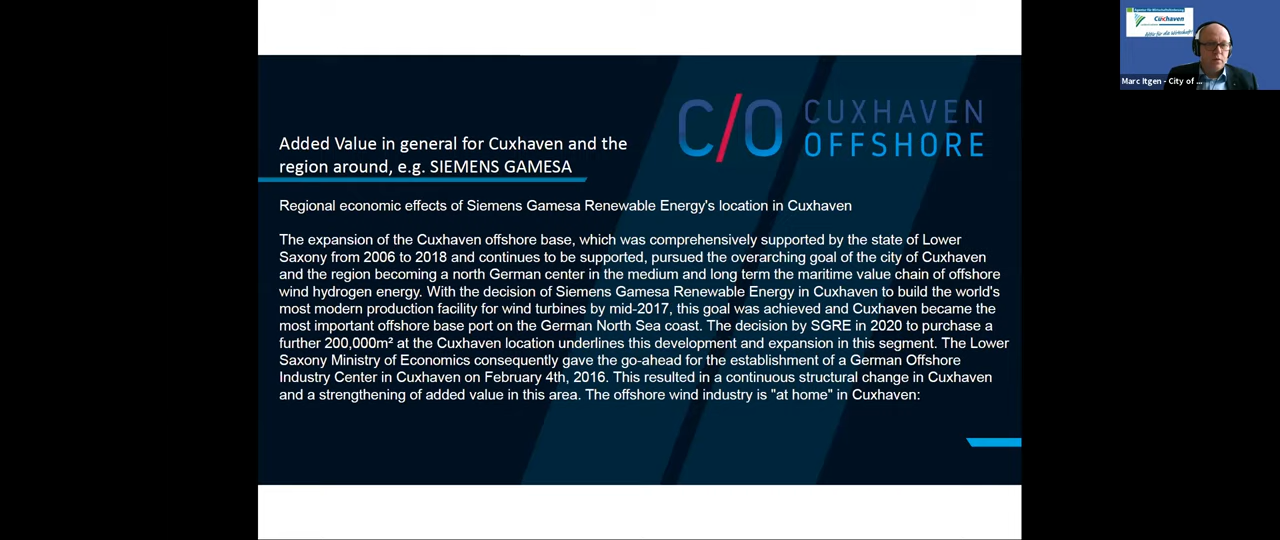 Cuxhaven
Marc Itgen - City of ...
C/O CUXHAVEN
OFFSHORE
Added Value in general for Cuxhaven and the
region around, e.g. SIEMENS GAMESA
Regional economic effects of Siemens Gamesa Renewable Energy's location in Cuxhaven
The expansion of the Cuxhaven offshore base, which was comprehensively supported by the state of Lower
Saxony from 2006 to 2018 and continues to be supported, pursued the overarching goal of the city of Cuxhaven
and the region becoming a north German center in the medium and long term the maritime value chain of offshore
wind hydrogen energy. With the decision of Siemens Gamesa Renewable Energy in Cuxhaven to build the world's
most modern production facility for wind turbines by mid-2017, this goal was achieved and Cuxhaven became the
most important offshore base port on the German North Sea coast. The decision by SGRE in 2020 to purchase a
further 200,000m² at the Cuxhaven location underlines this development and expansion in this segment. The Lower
Saxony Ministry of Economics consequently gave the go-ahead for the establishment of a German Offshore
Industry Center in Cuxhaven on February 4th, 2016. This resulted in a continuous structural change in Cuxhaven
and a strengthening of added value in this area. The offshore wind industry is "at home" in Cuxhaven: